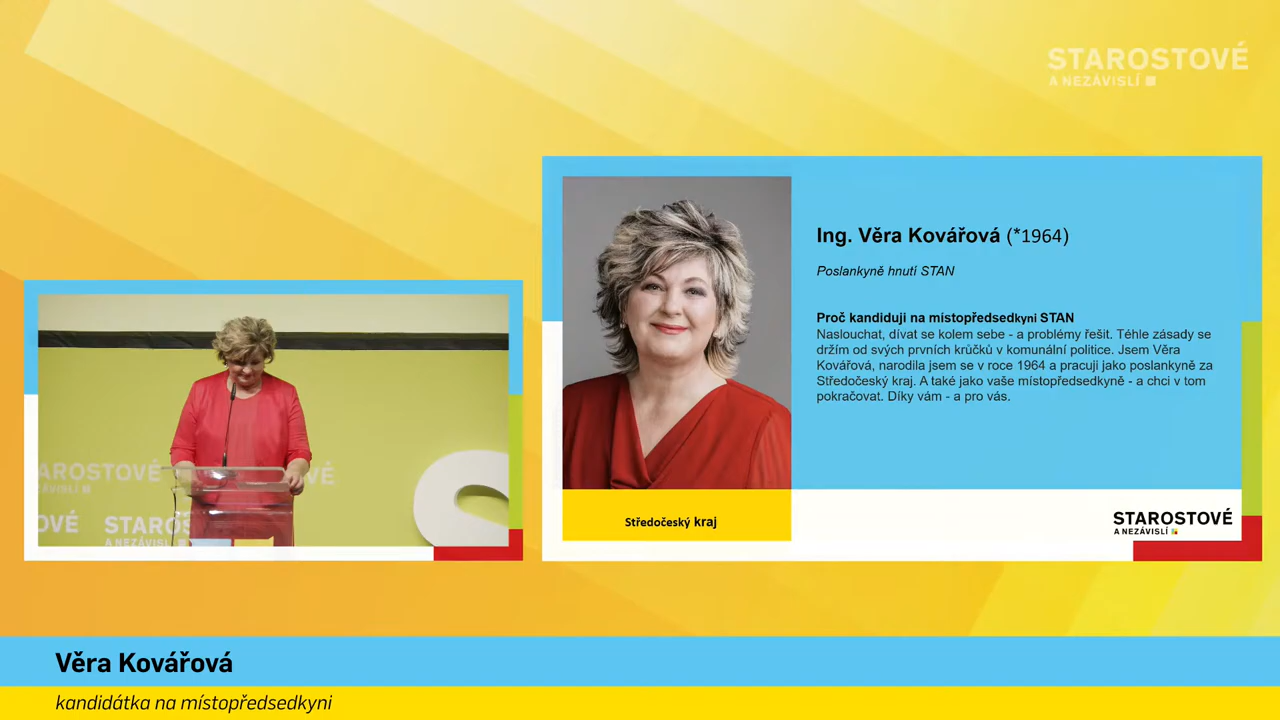 STAROSTOVÉ
A NEZÁVISLÍ
Ing. Věra Kovářová (*1964)
Poslankyně hnutí STAN
Proč kandiduji na místopředsedkyni STAN
Naslouchat, dívat se kolem sebe - a problémy řešit. Téhle zásady se
držím od svých prvních krůčků v komunální politice. Jsem Věra
Kovářová, narodila jsem se v roce 1964 a pracuji jako poslankyně za
Středočeský kraj. A také jako vaše místopředsedkyně - a chci v tom
pokračovat. Díky vám - a pro vás.
Středočeský kraj
STAROSTOVÉ
A NEZÁVISLÍ
AROSTOVÉ
OVÉ
STAROS
A NEZÁVISLÍ
S
Věra Kovářová
kandidátka na místopředsedkyni